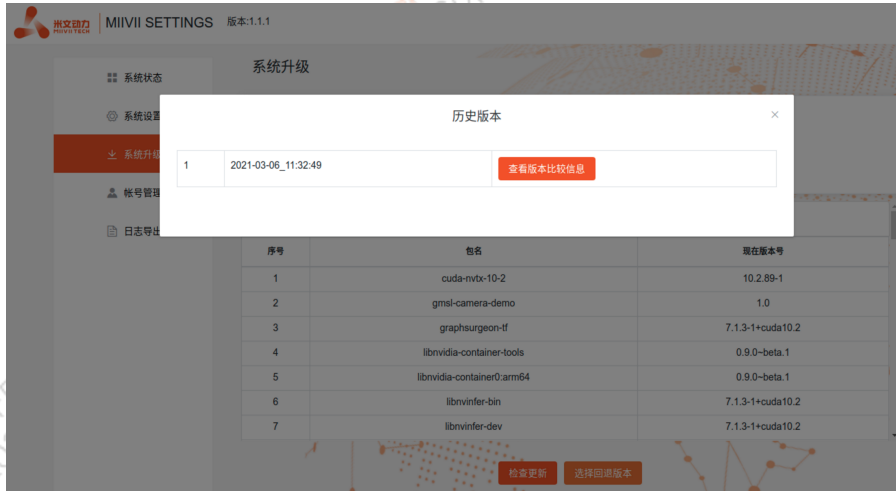 米文动力
MIIVII TECH
MIIVII SETTINGS 版本:1.1.1
系统状态
系统设置
系统升级
帐号管理
日志导出
系统升级
历史版本 ×
1 2021-03-06_11:32:49 查看版本比较信息
序号 包名 现在版本号
1 cuda-nvtx-10-2 10.2.89-1
2 gmsl-camera-demo 1.0
3 graphsurgeon-tf 7.1.3-1+cuda10.2
4 libnvidia-container-tools 0.9.0~beta.1
5 libnvidia-container0:arm64 0.9.0~beta.1
6 libnvinfer-bin 7.1.3-1+cuda10.2
7 libnvinfer-dev 7.1.3-1+cuda10.2
检查更新 选择回退版本